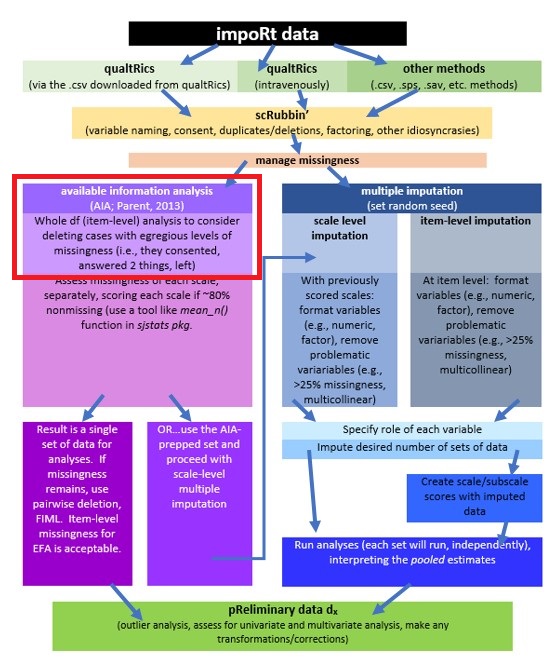 impoRt data
qualtRics
(via the .csv downloaded from qualtRics)
qualtRics
(intravenously)
other methods
(.csv, .sps, .sav, etc. methods)
scRubbin'
(variable naming, consent, duplicates/deletions, factoring, other idiosyncrasies)
manage missingness
available information analysis
(AIA; Parent, 2013)
Whole df (item-level) analysis to consider
deleting cases with egregious levels of
missingness (i.e., they consented,
answered 2 things, left)
Assess missingness of each scale,
separately, scoring each scale if ~80%
nonmissing (use a tool like mean_n()
function in sjstats pkg.
multiple imputation
(set random seed)
scale level
imputation
With previously
scored scales:
format variables
(e.g., numeric,
factor), remove
problematic
varariables (e.g.,
>25% missingness,
multicollinear)
item-level imputation
At item level: format
variables (e.g., numeric,
factor), remove
problematic
variariables (e.g., >25%
missingness,
multicollinear)
Result is a single
set of data for
analyses. If
missingness
remains, use
pairwise deletion,
FIML. Item-level
missingness for
EFA is acceptable.
OR...use the AIA-
prepped set and
proceed with
scale-level
multiple
imputation
Specify role of each variable
Impute desired number of sets of data
Create scale/subscale
scores with imputed
data
Run analyses (each set will run, independently),
interpreting the pooled estimates
pReliminary data dx
(outlier analysis, assess for univariate and multivariate analysis, make any
transformations/corrections)